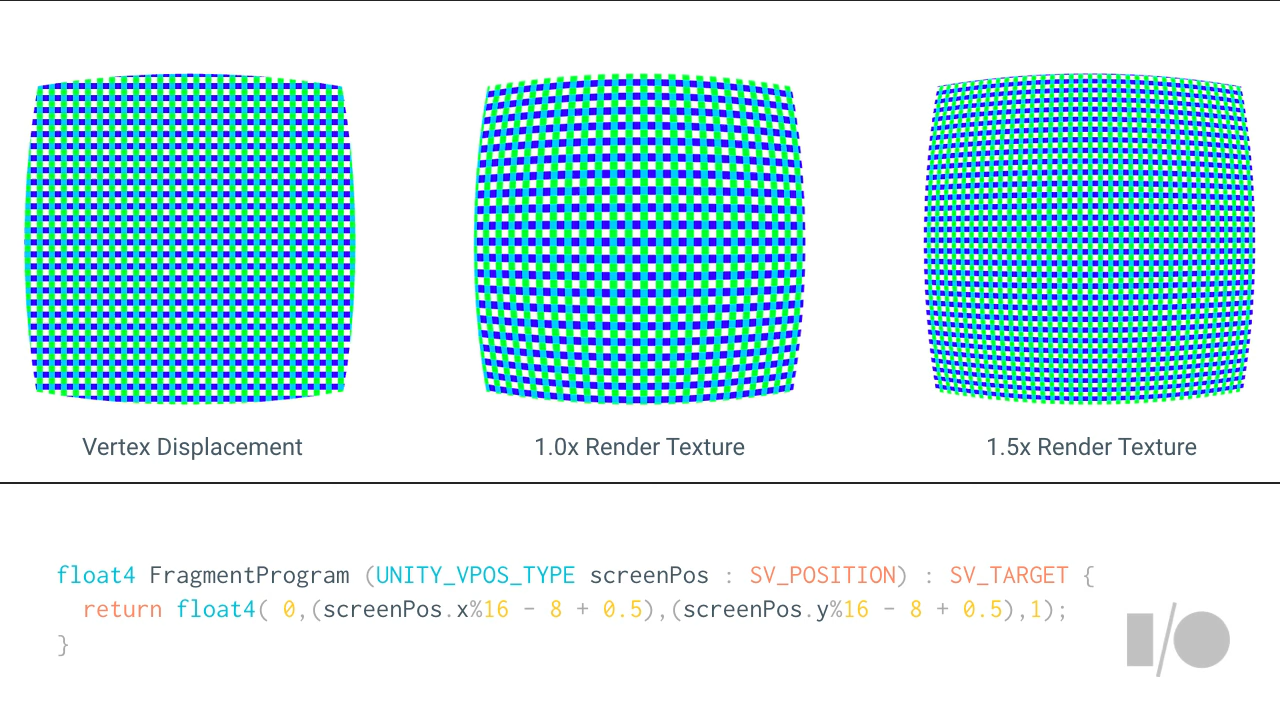 Vertex Displacement
1.0x Render Texture
1.5x Render Texture
float4 FragmentProgram (UNITY_VPOS_TYPE screenPos : SV_POSITION) : SV_TARGET {
return float4( 0,(screenPos.x%16 - 8 + 0.5),(screenPos.y%16 - 8 + 0.5),1);
}
I/O